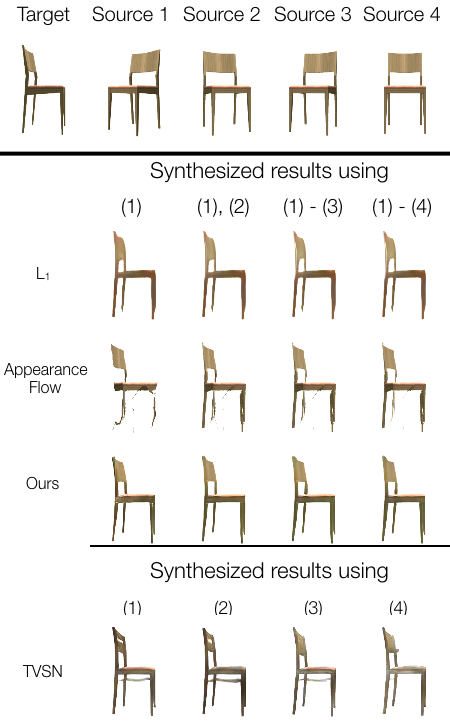 Target Source 1 Source 2 Source 3 Source 4
Synthesized results using
(1) (1), (2) (1) - (3) (1) - (4)
L₁
Appearance
Flow
Ours
Synthesized results using
(1) (2) (3) (4)
TVSN